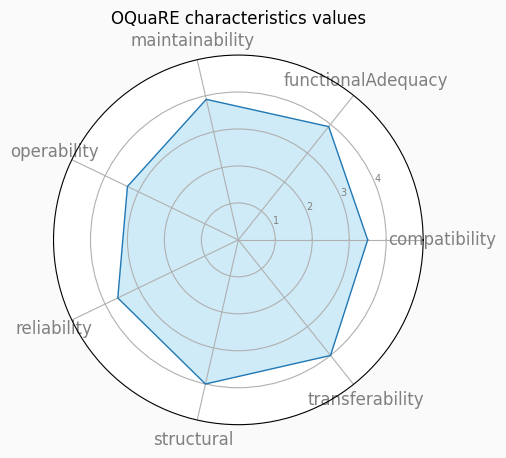 OQuaRE characteristics values
maintainability
functionalAdequacy
operability
4
3
2
1
compatibility
reliability
transferability
structural